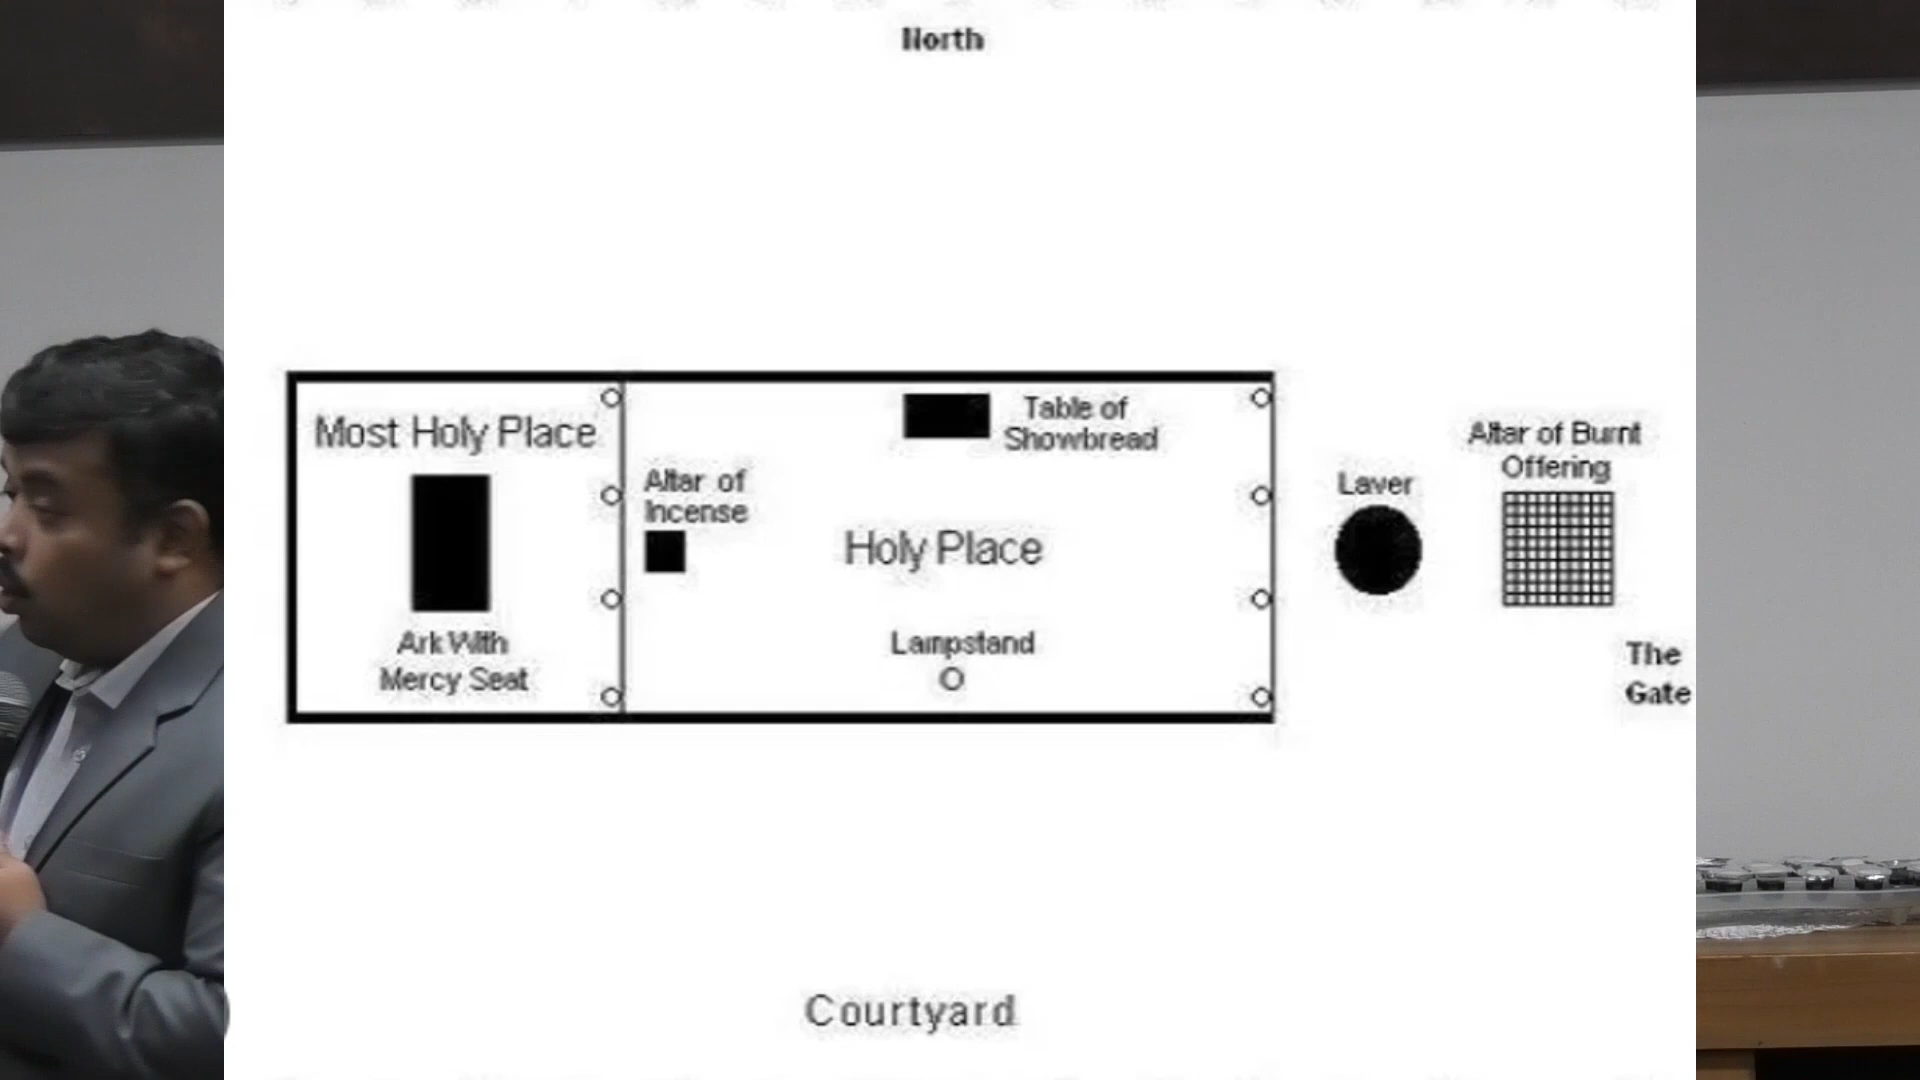 North
Most Holy Place
Table of
Showbread
Altar of
Incense
Holy Place
Ark With
Mercy Seat
Lampstand
Laver
Altar of Burnt
Offering
The
Gate
Courtyard